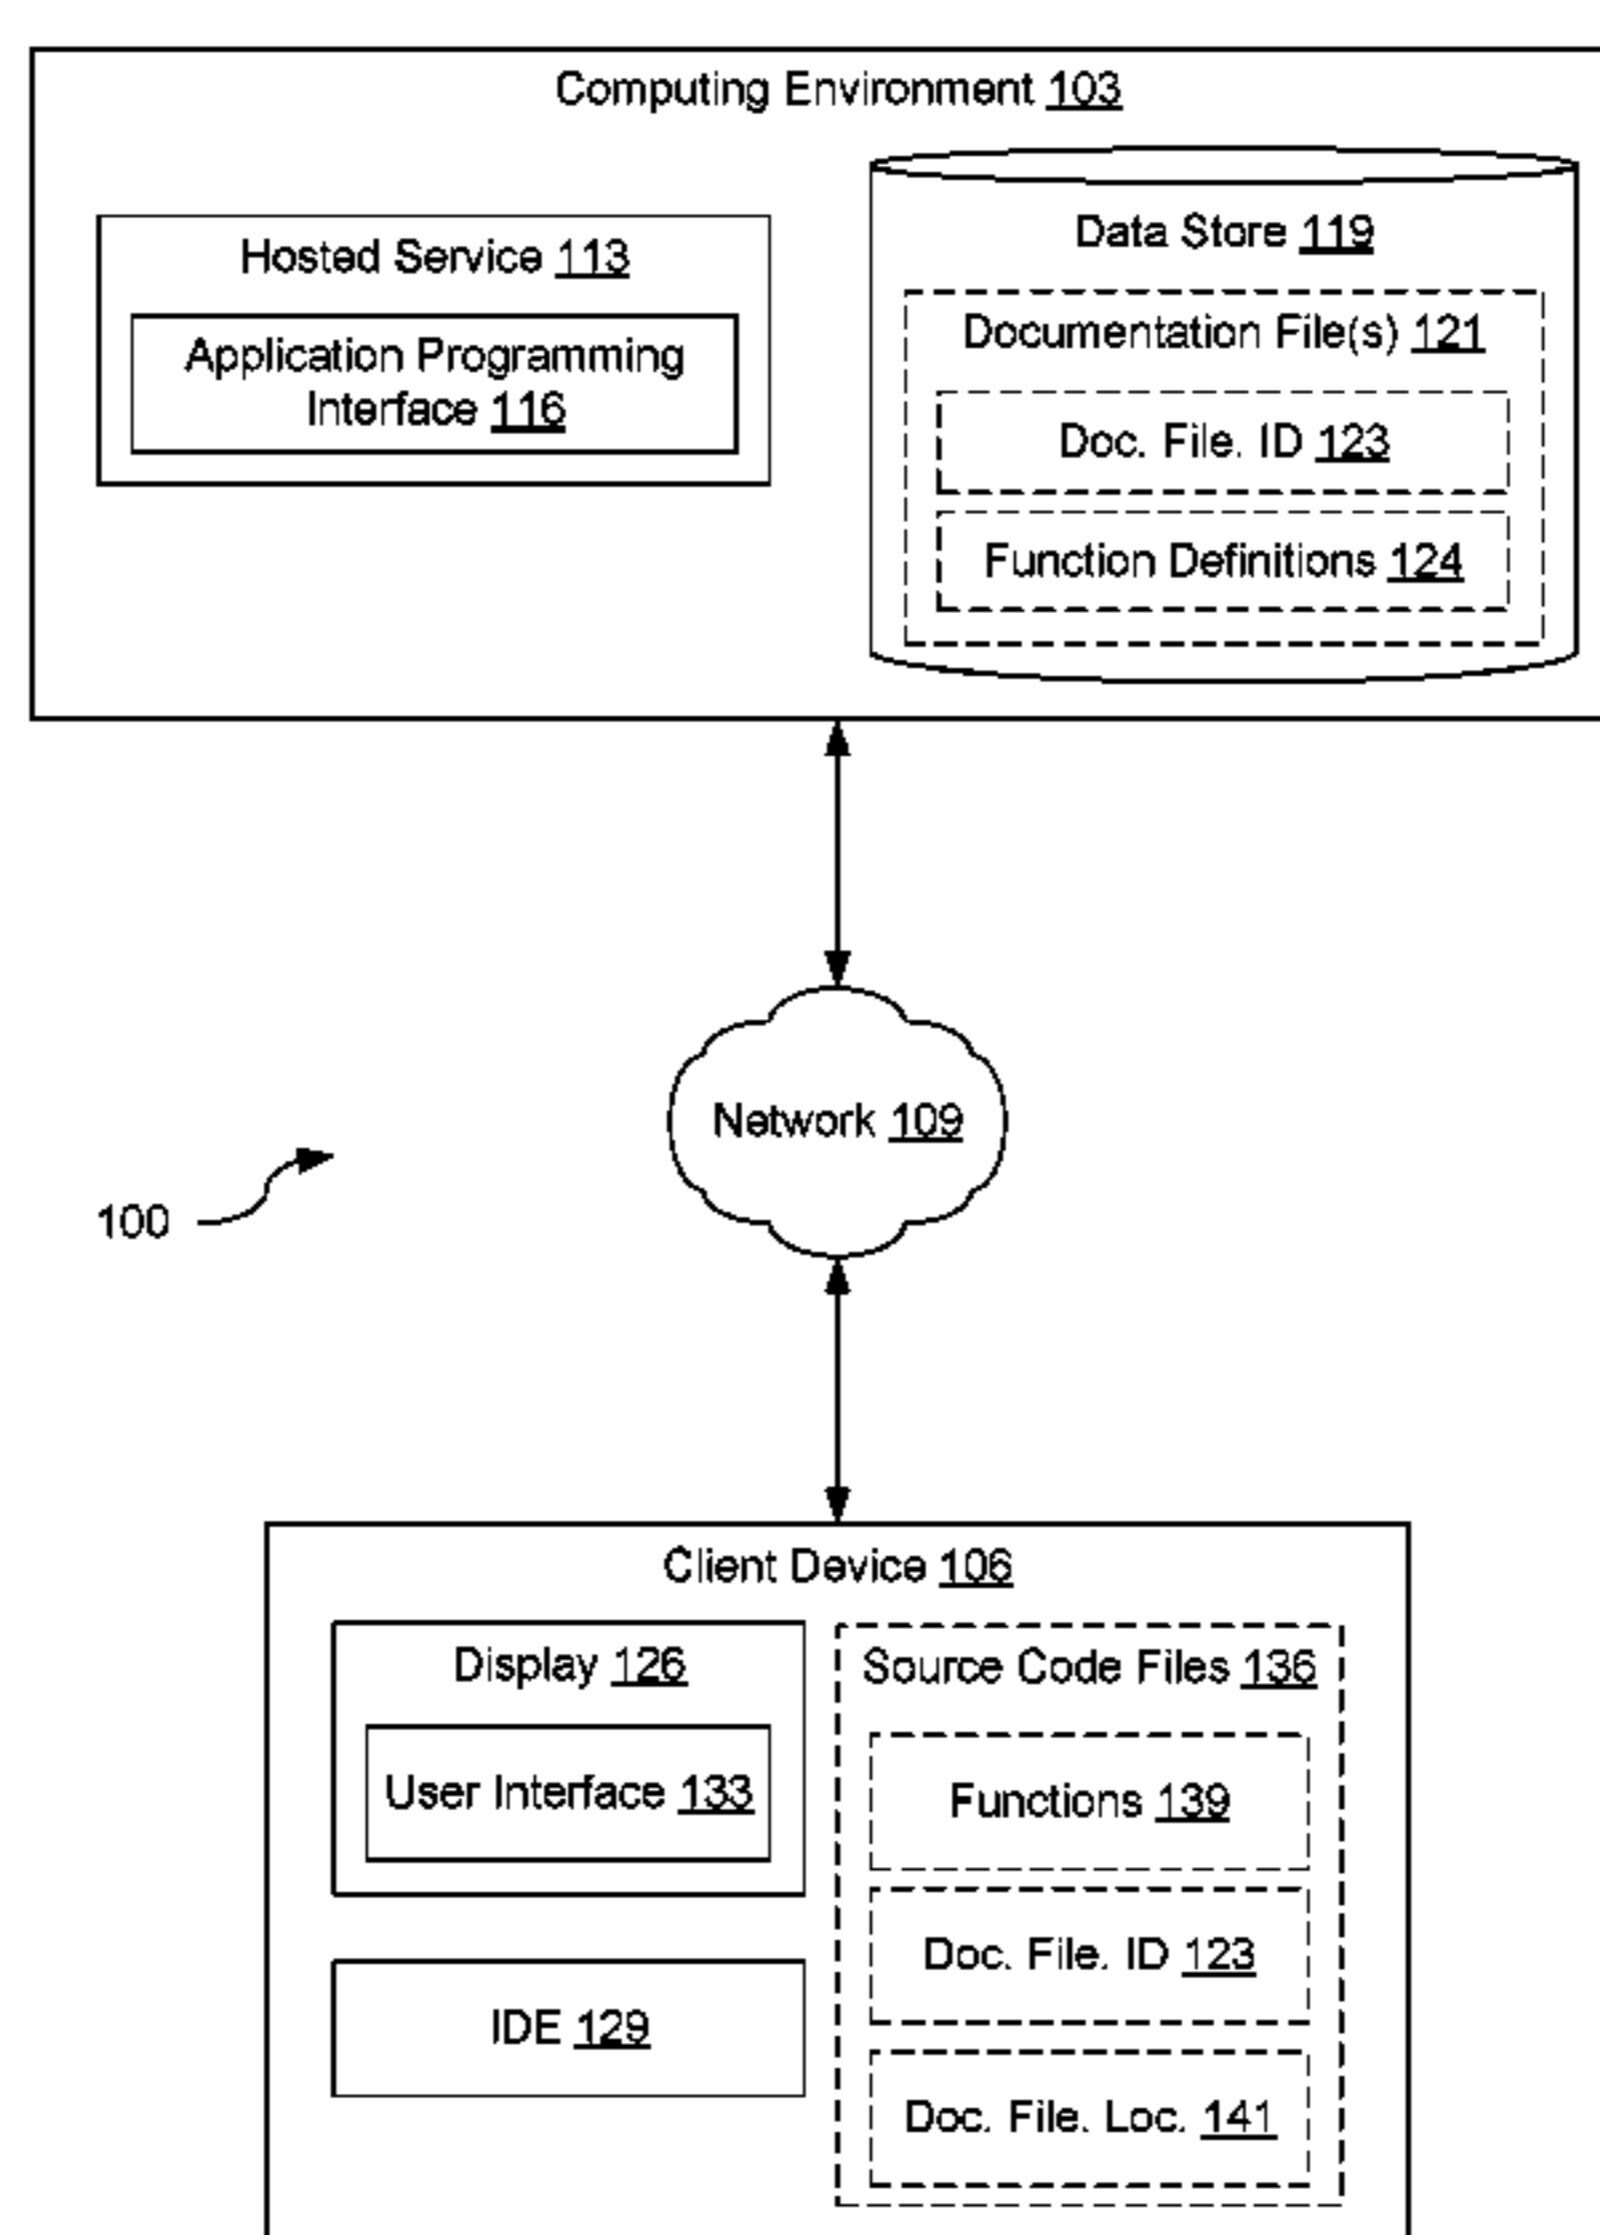 Computing Environment 103
Hosted Service 113
Application Programming
Interface 116
Data Store 119
Documentation File(s) 121
Doc. File. ID 123
Function Definitions 124
Network 109
100
Client Device 106
Display 126
User Interface 133
IDE 129
Source Code Files 136
Functions 139
Doc. File. ID 123
Doc. File. Loc. 141